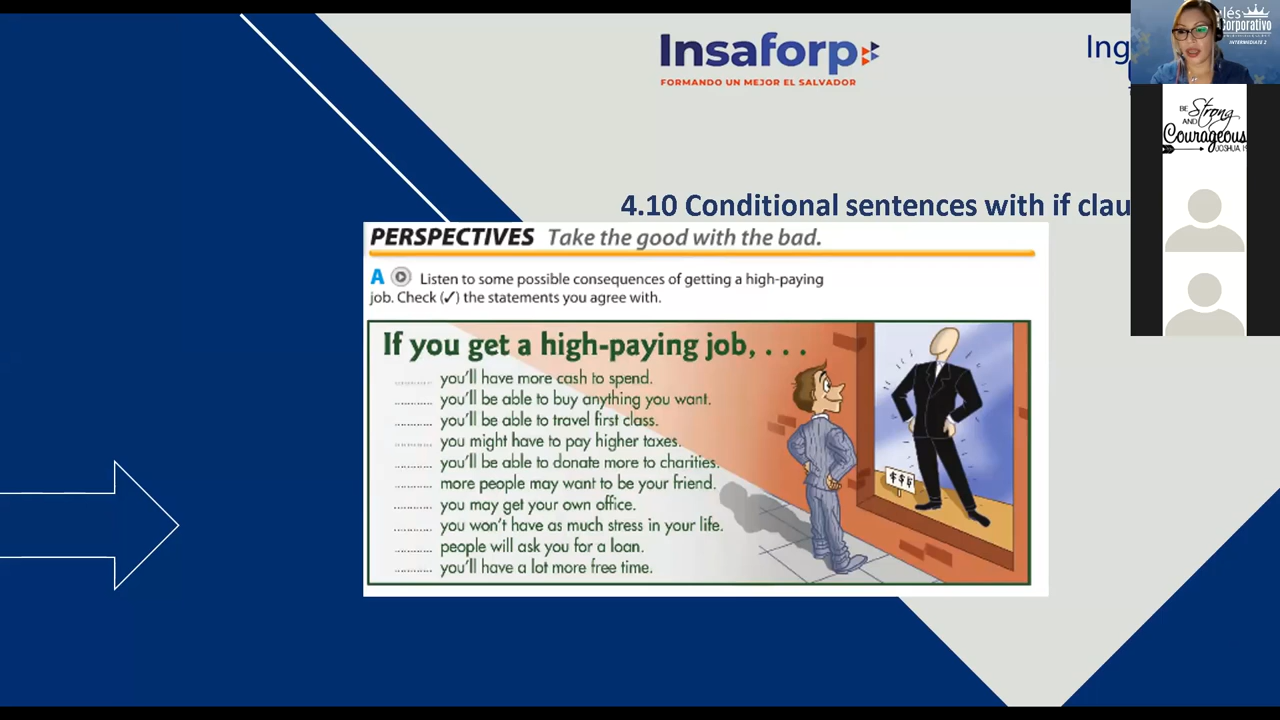 Insaforp
FORMANDO UN MEJOR EL SALVADOR
Ing
lés
Corporativo
INTERMEDIATE 2
BE
Strong
AND
Courageous
JOSHUA 1
4.10 Conditional sentences with if clau
PERSPECTIVES Take the good with the bad.
A Listen to some possible consequences of getting a high-paying
job. Check (✓) the statements you agree with.
If you get a high-paying job, . . .
............ you'll have more cash to spend.
............ you'll be able to buy anything you want.
............ you'll be able to travel first class.
............ you might have to pay higher taxes.
............ you'll be able to donate more to charities.
............ more people may want to be your friend.
............ you may get your own office.
............ you won't have as much stress in your life.
............ people will ask you for a loan.
............ you'll have a lot more free time.
$$$